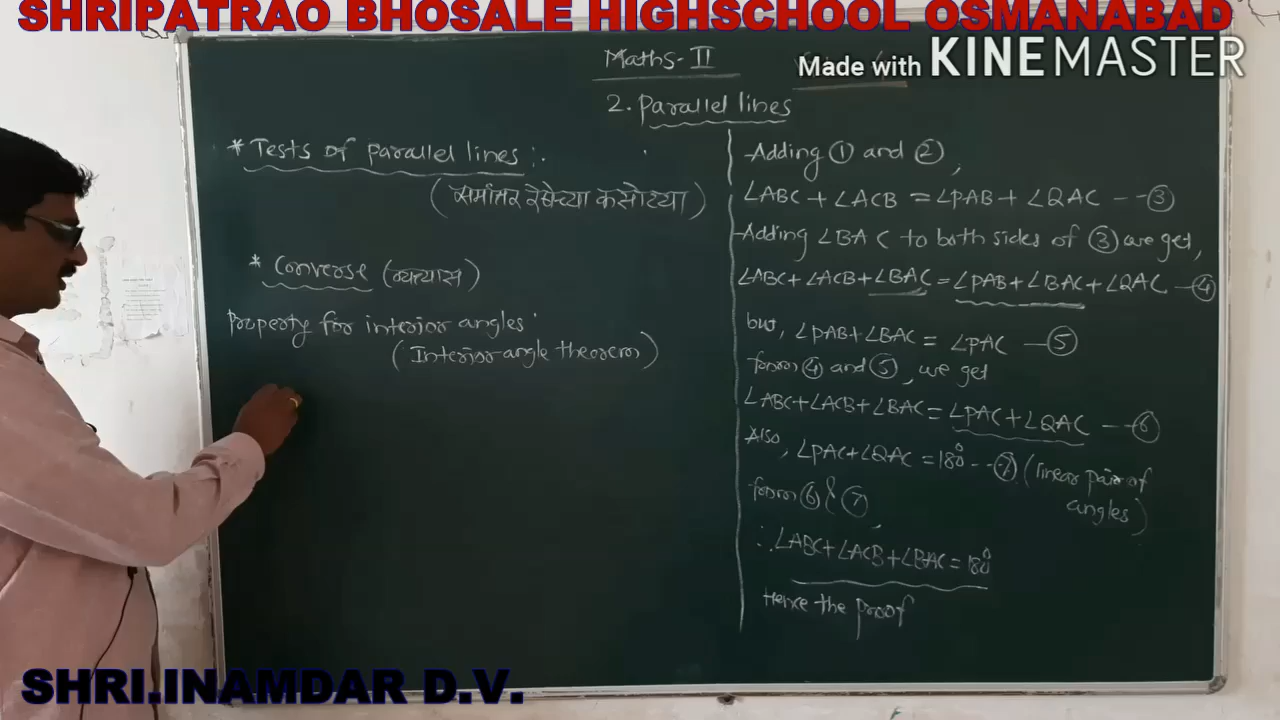 SHRIPATRAO BHOSALE HIGHSCHOOL OSMANABAD
Made with KINEMASTER
Maths-II
2. Parallel lines
* Tests of parallel lines :.
(समांतर रेषेच्या कसोट्या)
* Converse (व्यत्यास)
Property for interior angles
(Interior angle theorem)
Adding ① and ②,
∠ABC + ∠ACB = ∠PAB + ∠QAC --③
Adding ∠BAC to both sides of ③ we get,
∠ABC + ∠ACB + ∠BAC = ∠PAB + ∠BAC + ∠QAC -④
but, ∠PAB + ∠BAC = ∠PAC -⑤
from ④ and ⑤, we get
∠ABC + ∠ACB + ∠BAC = ∠PAC + ∠QAC --⑥
Also, ∠PAC + ∠QAC = 180° --⑦ (linear pair of
angles)
from ⑥ & ⑦,
∴ ∠ABC + ∠ACB + ∠BAC = 180°
Hence the proof
SHRI.INAMDAR D.V.